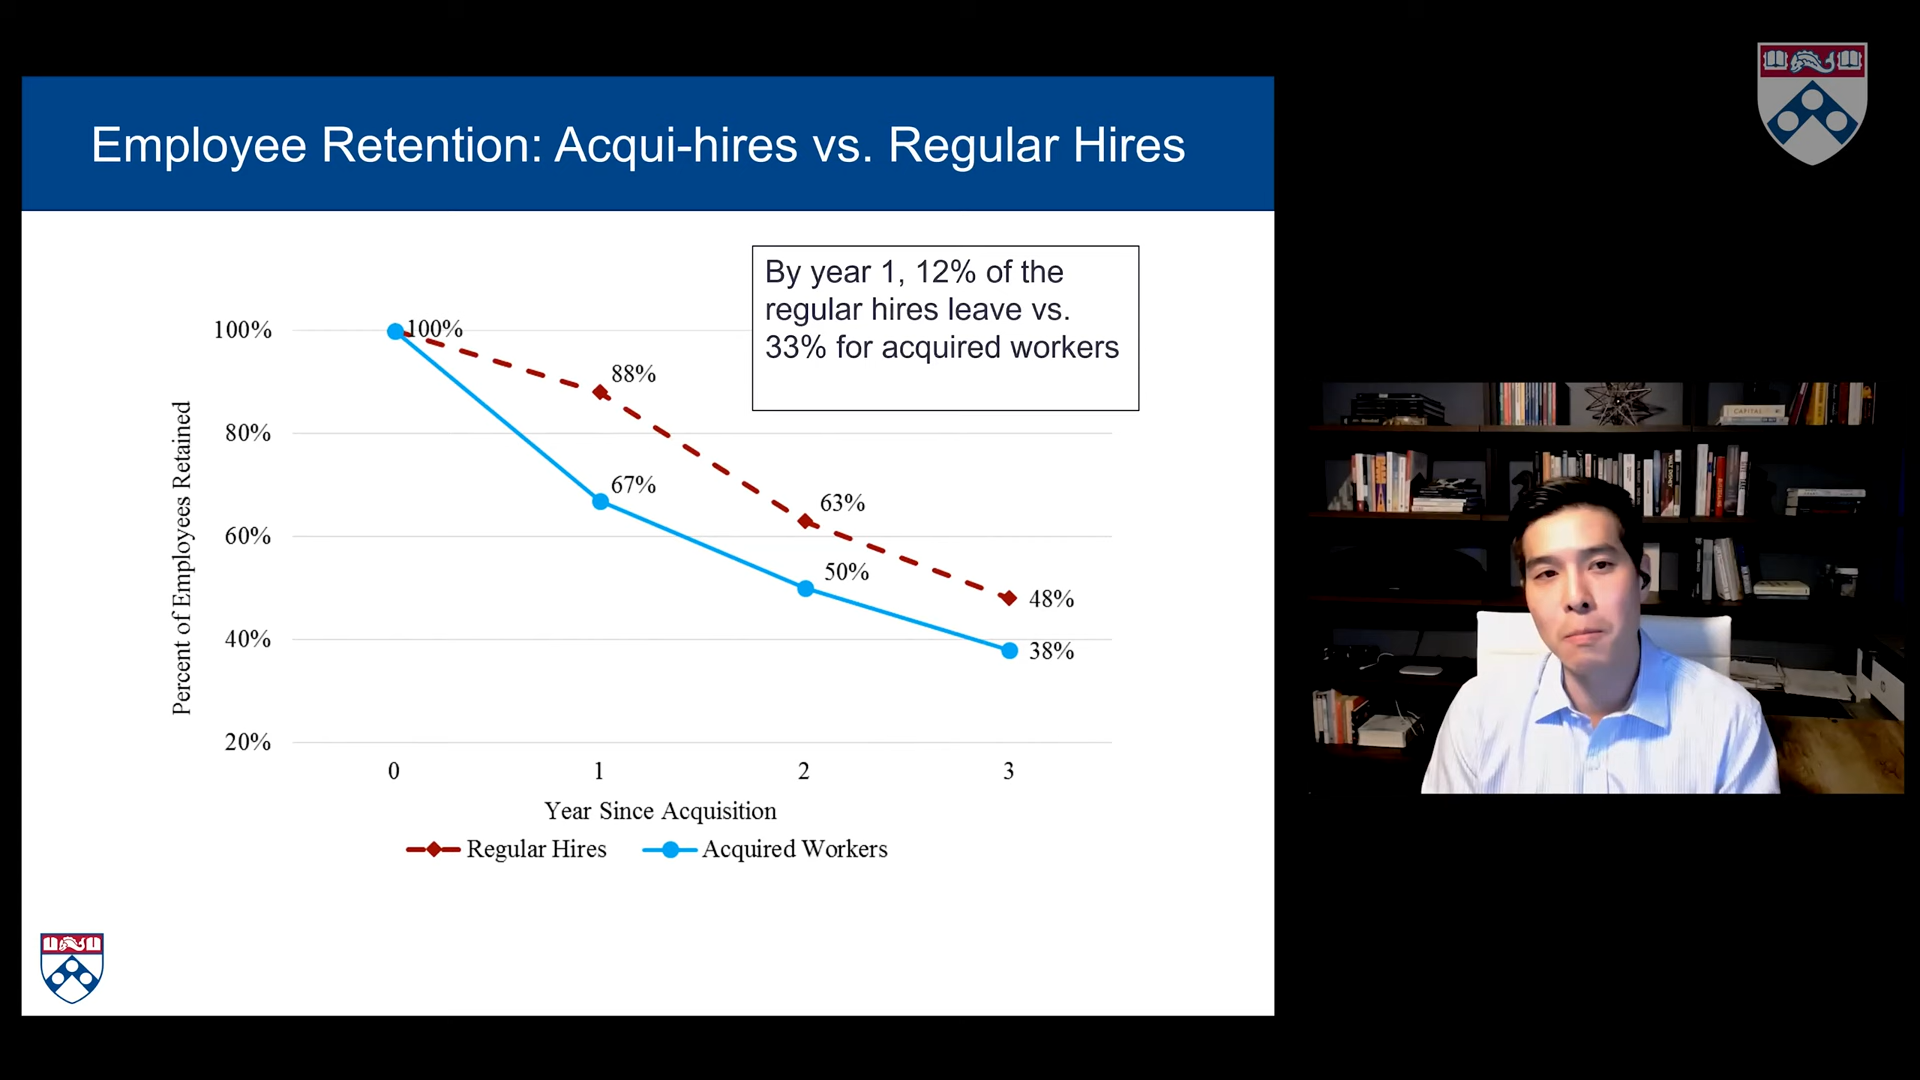 Employee Retention: Acqui-hires vs. Regular Hires
By year 1, 12% of the
regular hires leave vs.
33% for acquired workers
100%
80%
60%
40%
20%
Percent of Employees Retained
100%
88%
67%
63%
50%
48%
38%
0 1 2 3
Year Since Acquisition
Regular Hires Acquired Workers
CAPITAL